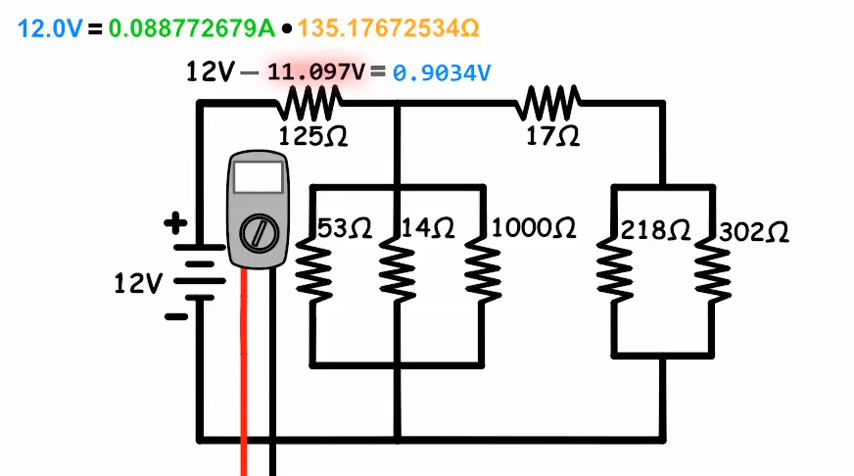 12.0V = 0.088772679A • 135.17672534Ω
12V – 11.097V = 0.9034V
125Ω 17Ω
53Ω 14Ω 1000Ω 218Ω 302Ω
+
12V
–